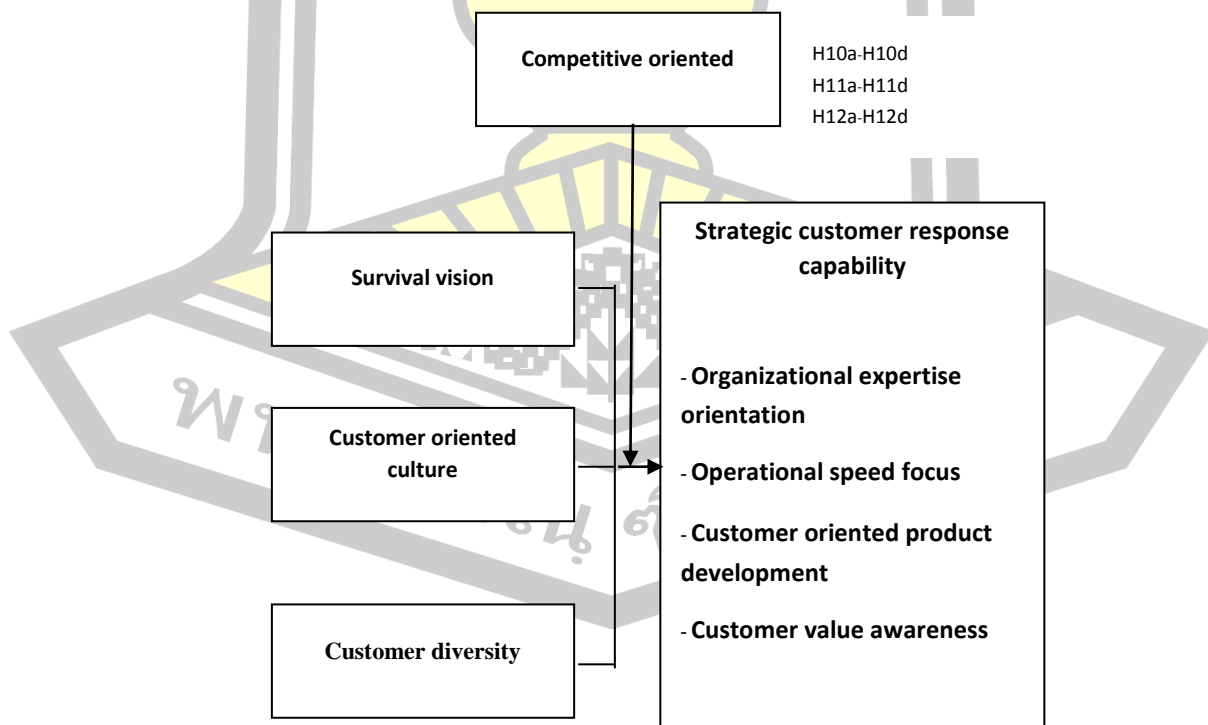 Competitive oriented
H10a-H10d
H11a-H11d
H12a-H12d
Strategic customer response
capability
Survival vision
- Organizational expertise
orientation
Customer oriented
culture
- Operational speed focus
- Customer oriented product
development
- Customer value awareness
Customer diversity